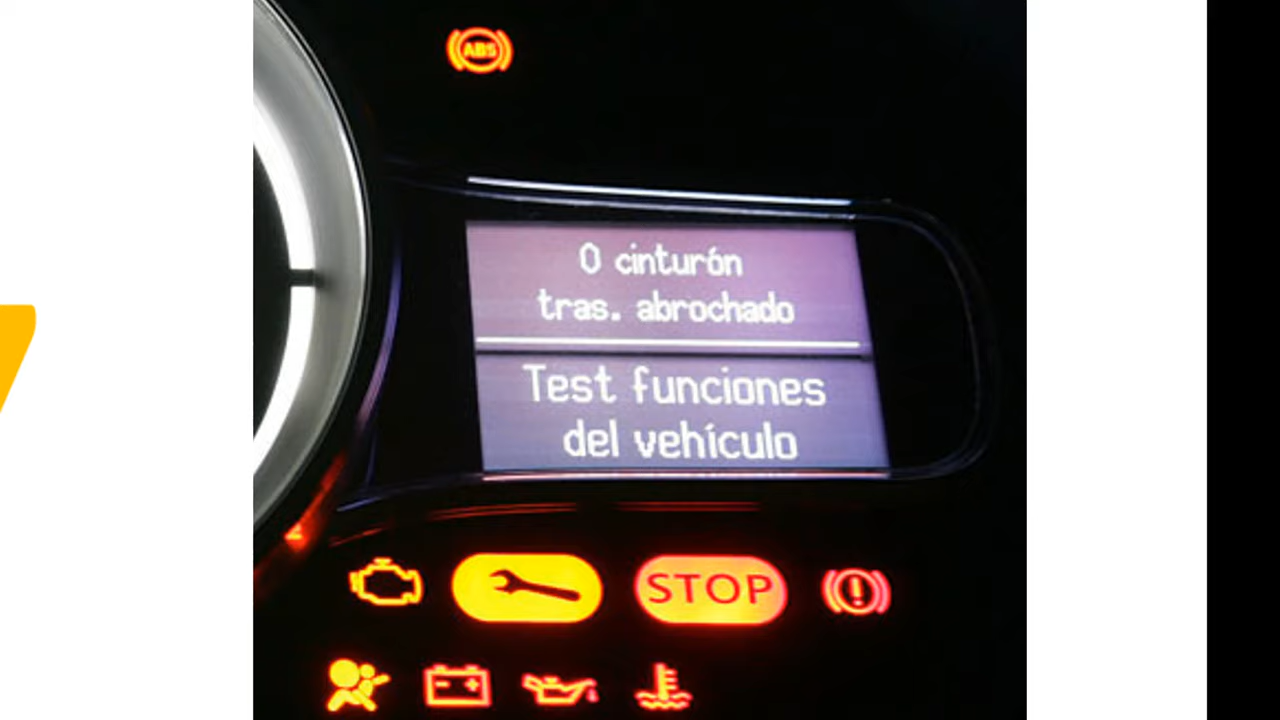 ABS
0 cinturón
tras. abrochado
Test funciones
del vehículo
STOP